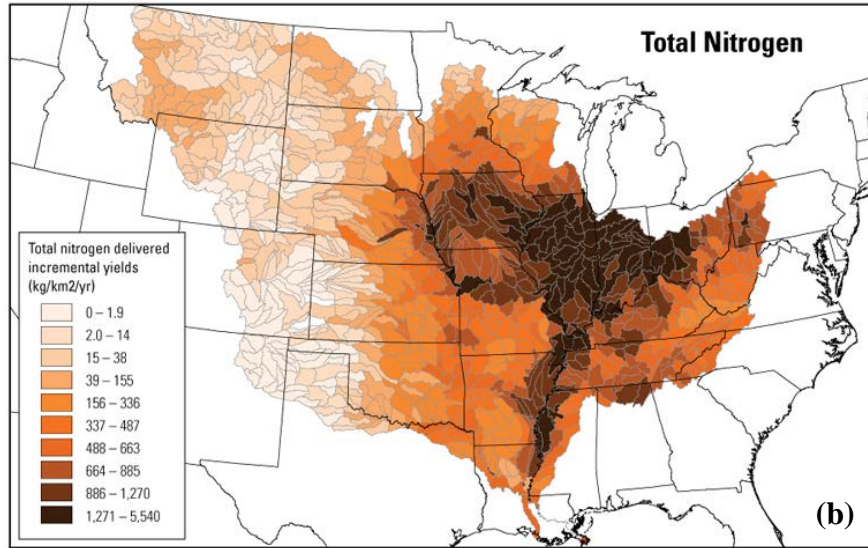 Total Nitrogen
Total nitrogen delivered
incremental yields
(kg/km2/yr)
0 – 1.9
2.0 – 14
15 – 38
39 – 155
156 – 336
337 – 487
488 – 663
664 – 885
886 – 1,270
1,271 – 5,540
(b)